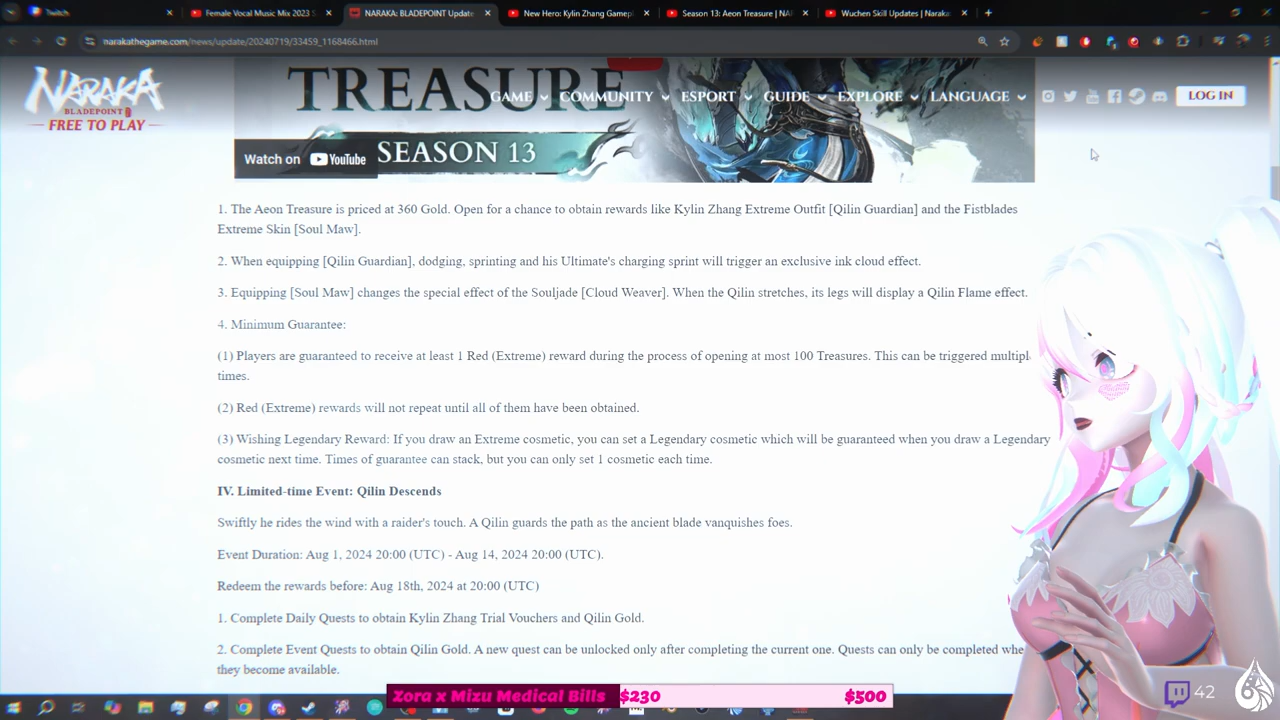 Twitch
Female Vocal Music Mix 2023
NARAKA: BLADEPOINT Update
New Hero: Kylin Zhang Gamepl
Season 13: Aeon Treasure | NA
Wuchen Skill Updates | Naraka
narakathegame.com/news/update/20240719/33459_1168466.html
NARAKA
BLADEPOINT
FREE TO PLAY
TREASURE
GAME
COMMUNITY
ESPORT
GUIDE
EXPLORE
LANGUAGE
LOG IN
Watch on YouTube
SEASON 13
1. The Aeon Treasure is priced at 360 Gold. Open for a chance to obtain rewards like Kylin Zhang Extreme Outfit [Qilin Guardian] and the Fistblades
Extreme Skin [Soul Maw].
2. When equipping [Qilin Guardian], dodging, sprinting and his Ultimate's charging sprint will trigger an exclusive ink cloud effect.
3. Equipping [Soul Maw] changes the special effect of the Souljade [Cloud Weaver]. When the Qilin stretches, its legs will display a Qilin Flame effect.
4. Minimum Guarantee:
(1) Players are guaranteed to receive at least 1 Red (Extreme) reward during the process of opening at most 100 Treasures. This can be triggered multipl
times.
(2) Red (Extreme) rewards will not repeat until all of them have been obtained.
(3) Wishing Legendary Reward: If you draw an Extreme cosmetic, you can set a Legendary cosmetic which will be guaranteed when you draw a Legendary
cosmetic next time. Times of guarantee can stack, but you can only set 1 cosmetic each time.
IV. Limited-time Event: Qilin Descends
Swiftly he rides the wind with a raider's touch. A Qilin guards the path as the ancient blade vanquishes foes.
Event Duration: Aug 1, 2024 20:00 (UTC) - Aug 14, 2024 20:00 (UTC).
Redeem the rewards before: Aug 18th, 2024 at 20:00 (UTC)
1. Complete Daily Quests to obtain Kylin Zhang Trial Vouchers and Qilin Gold.
2. Complete Event Quests to obtain Qilin Gold. A new quest can be unlocked only after completing the current one. Quests can only be completed whe
they become available.
Zora x Mizu Medical Bills $230 $500
42